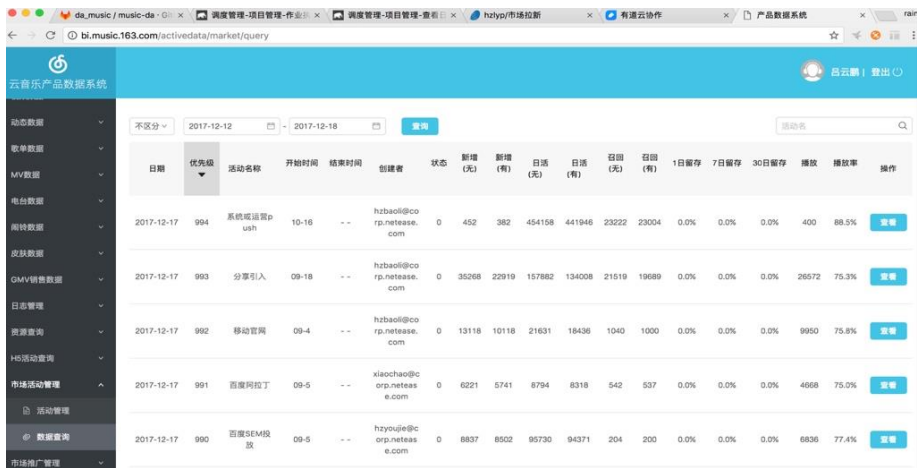 da_music / music-da · Git
调度管理-项目管理-作业
调度管理-项目管理-查看
hzlyp/市场拉新
有道云协作
产品数据系统
rain
bi.music.163.com/activedata/market/query
云音乐产品数据系统
吕云鹏 | 登出
动态数据
歌单数据
MV数据
电台数据
闹铃数据
皮肤数据
GMV销售数据
日志管理
资源查询
H5活动查询
市场活动管理
活动管理
数据查询
市场推广管理
不区分 2017-12-12 - 2017-12-18 查询 活动名
日期 优先级 活动名称 开始时间 结束时间 创建者 状态 新增(无) 新增(有) 日活(无) 日活(有) 召回(无) 召回(有) 1日留存 7日留存 30日留存 播放 播放率 操作
2017-12-17 994 系统或运营push 10-16 - - hzbaoli@corp.netease.com 0 452 382 454158 441946 23222 23004 0.0% 0.0% 0.0% 400 88.5% 查看
2017-12-17 993 分享引入 09-18 - - hzbaoli@corp.netease.com 0 35268 22919 157882 134008 21519 19689 0.0% 0.0% 0.0% 26572 75.3% 查看
2017-12-17 992 移动官网 09-4 - - hzbaoli@corp.netease.com 0 13118 10118 21631 18436 1040 1000 0.0% 0.0% 0.0% 9950 75.8% 查看
2017-12-17 991 百度阿拉丁 09-5 - - xiaochao@corp.netease.com 0 6221 5741 8794 8318 542 537 0.0% 0.0% 0.0% 4668 75.0% 查看
2017-12-17 990 百度SEM投放 09-5 - - hzyoujie@corp.netease.com 0 8837 8502 95730 94371 204 200 0.0% 0.0% 0.0% 6836 77.4% 查看